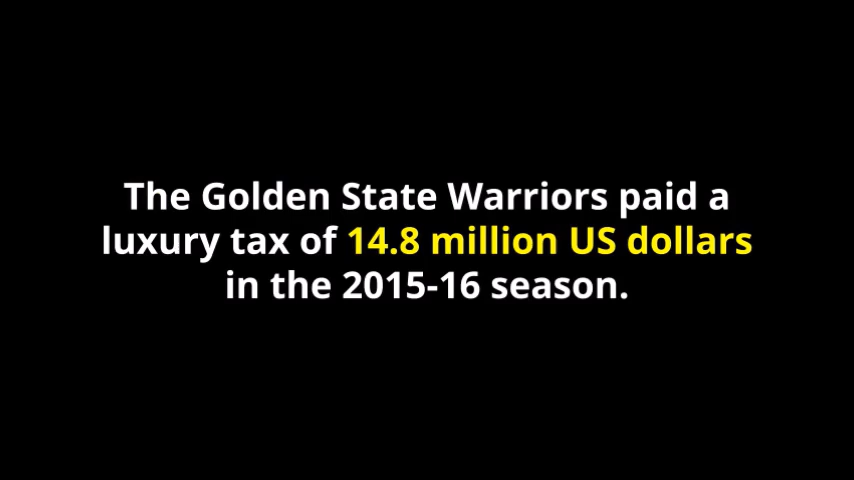 The Golden State Warriors paid a
luxury tax of 14.8 million US dollars
in the 2015-16 season.